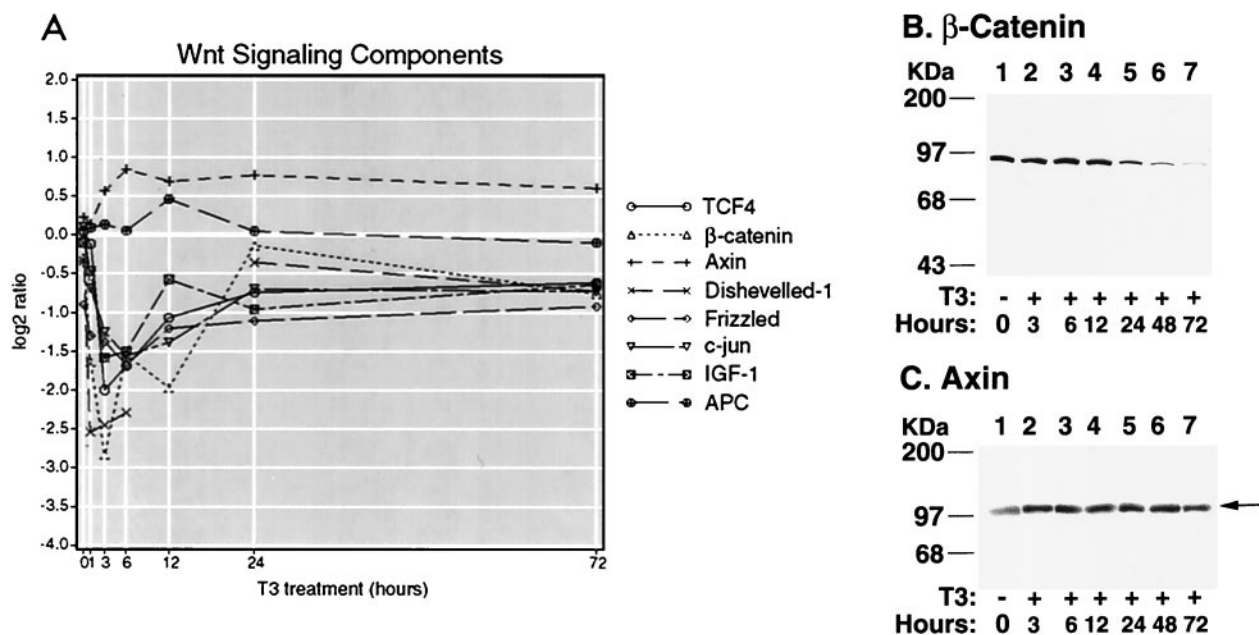 A
Wnt Signaling Components
log2 ratio
2.0
1.5
1.0
0.5
0.0
-0.5
-1.0
-1.5
-2.0
-2.5
-3.0
-3.5
-4.0
0 1 3 6 12 24 72
T3 treatment (hours)
TCF4
β-catenin
Axin
Dishevelled-1
Frizzled
c-jun
IGF-1
APC
B. β-Catenin
KDa 1 2 3 4 5 6 7
200
97
68
43
T3: - + + + + + +
Hours: 0 3 6 12 24 48 72
C. Axin
KDa 1 2 3 4 5 6 7
200
97
68
T3: - + + + + + +
Hours: 0 3 6 12 24 48 72